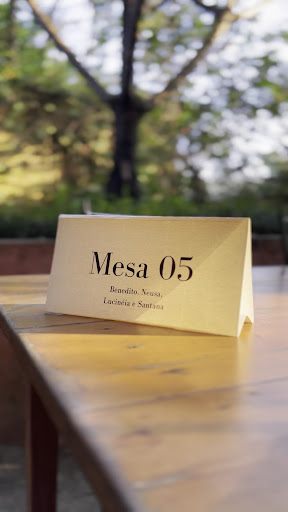 Mesa 05
Benedito, Neusa,
Lucinéia e Santana